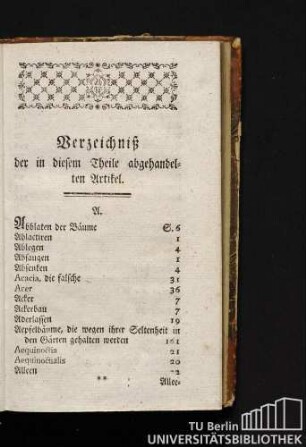 Verzeichniß
der in diesem Theile abgehandel-
ten Artikel.
A.
Abblaten der Bäume S. 6
Ablactiren 1
Ablegen 4
Absaugen 1
Absenken 4
Acacia, die falsche 31
Acer 36
Acker 7
Ackerbau 7
Aderlassen 19
Aepfelbäume, die wegen ihrer Seltenheit in
den Gärten gehalten werden 161
Aequinoctia 21
Aequinoctialis 20
Alleen 22
** Allee-
TU Berlin
UNIVERSITÄTSBIBLIOTHEK